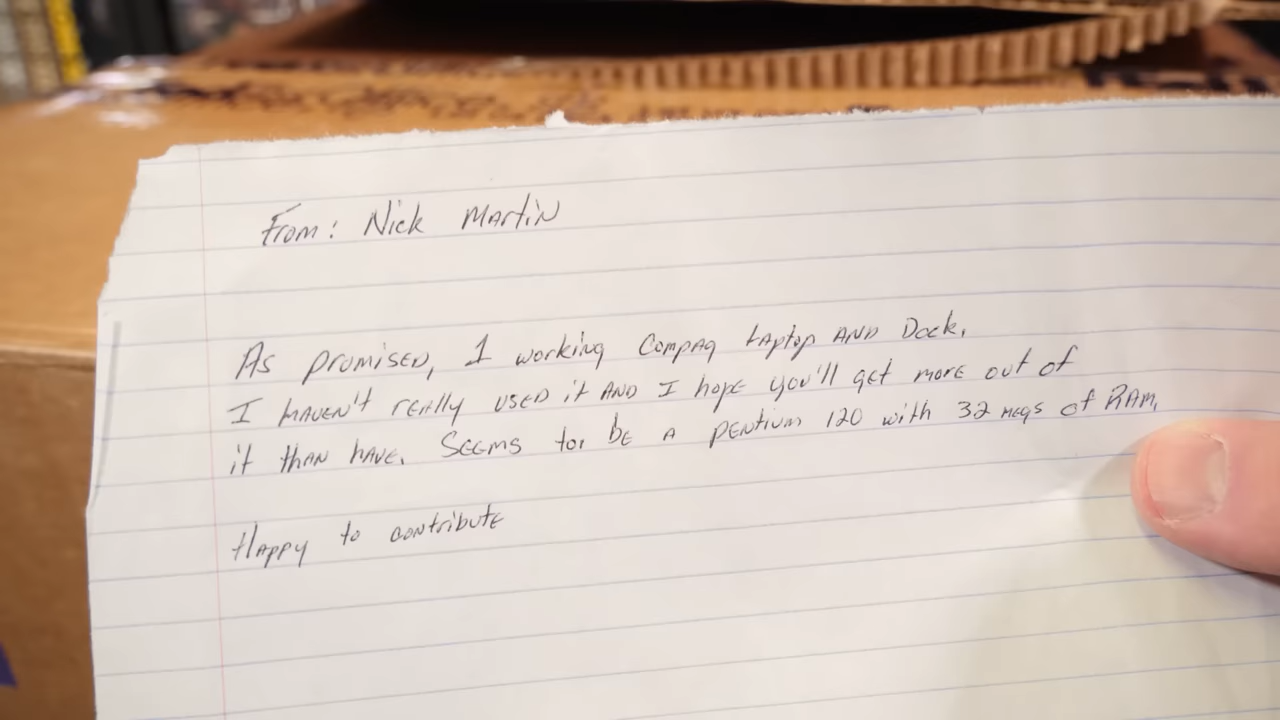 From: Nick Martin
As promised, 1 working Compaq Laptop AND Dock.
I haven't really used it AND I hope you'll get more out of
it than have. Seems to be a pentium 120 with 32 megs of RAM.
Happy to contribute